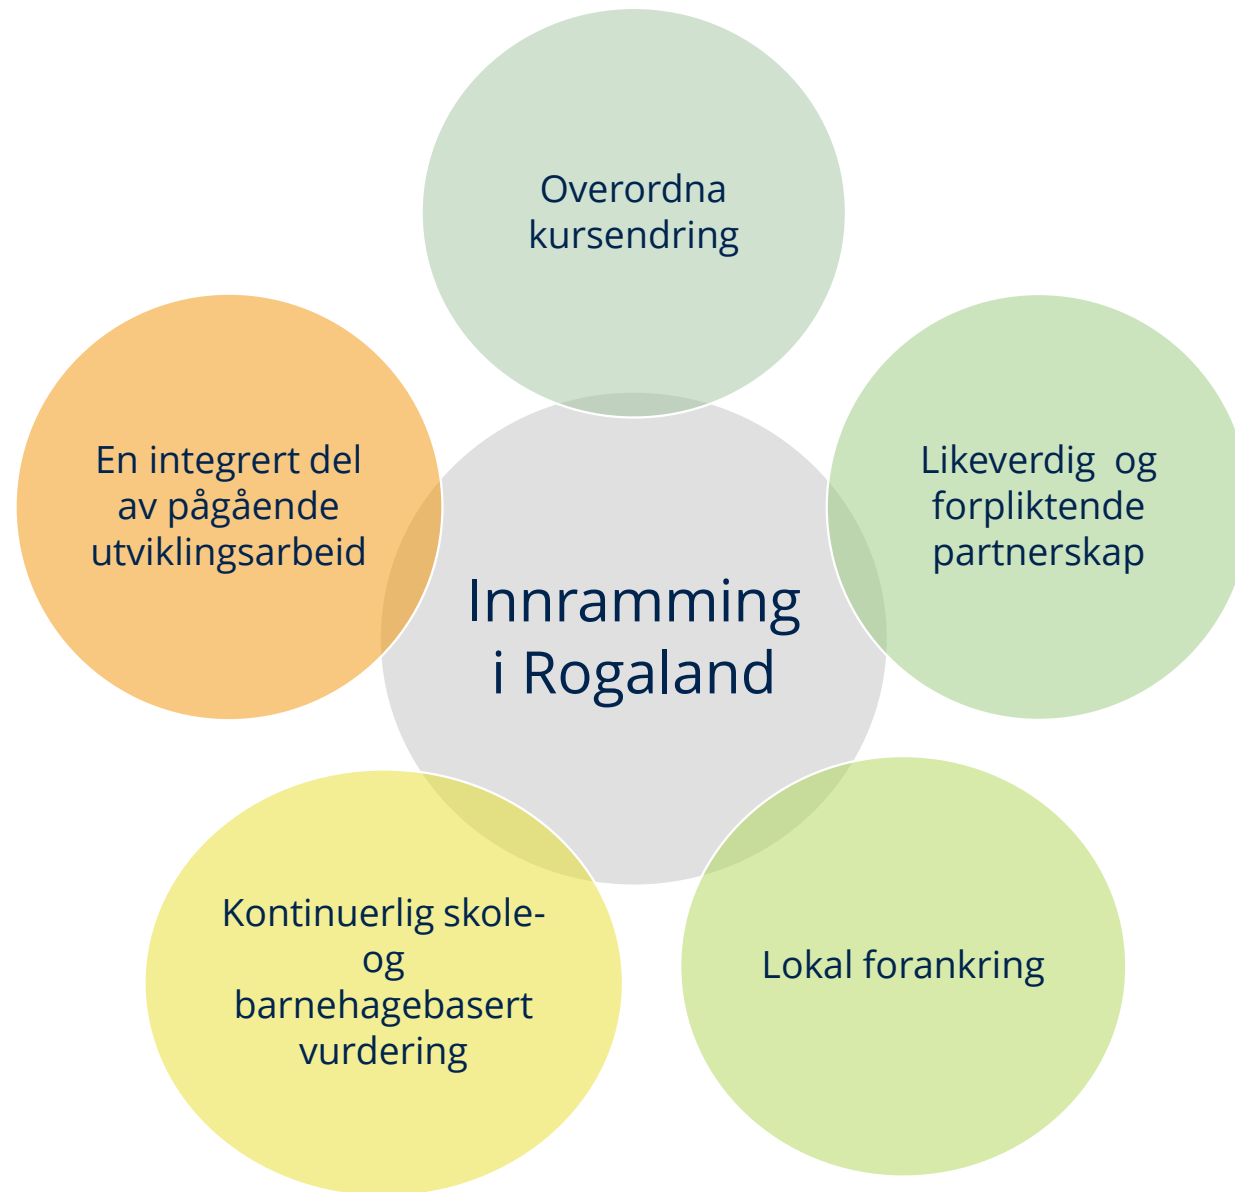 Overordna
kursendring
En integrert del
av pågående
utviklingsarbeid
Likeverdig og
forpliktende
partnerskap
Innramming
i Rogaland
Kontinuerlig skole-
og
barnehagebasert
vurdering
Lokal forankring